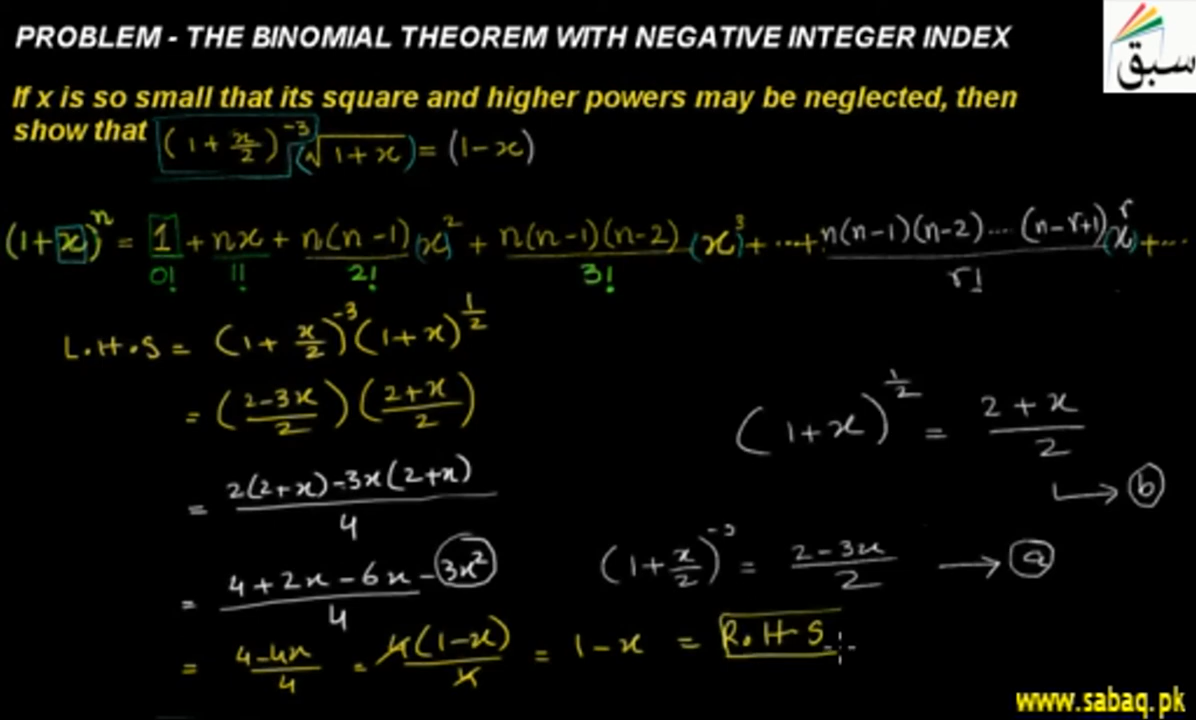 PROBLEM - THE BINOMIAL THEOREM WITH NEGATIVE INTEGER INDEX
سبق
If x is so small that its square and higher powers may be neglected, then
show that (1 + x/2)^-3 (√1+x) = (1-x)
(1+x)^n = 1/0! + nx/1! + n(n-1)/2! (x)^2 + n(n-1)(n-2)/3! (x)^3 + ... + n(n-1)(n-2)....(n-r+1)/r! (x)^r + ...
L.H.S = (1 + x/2)^-3 (1+x)^1/2
= (2-3x/2) (2+x/2)
(1+x)^1/2 = 2+x/2 → (b)
= 2(2+x)-3x(2+x)/4
(1+x/2)^-3 = 2-3x/2 → (a)
= 4+2x-6x-3x^2/4
= 4-4x/4 = 4(1-x)/4 = 1-x = R.H.S
www.sabaq.pk